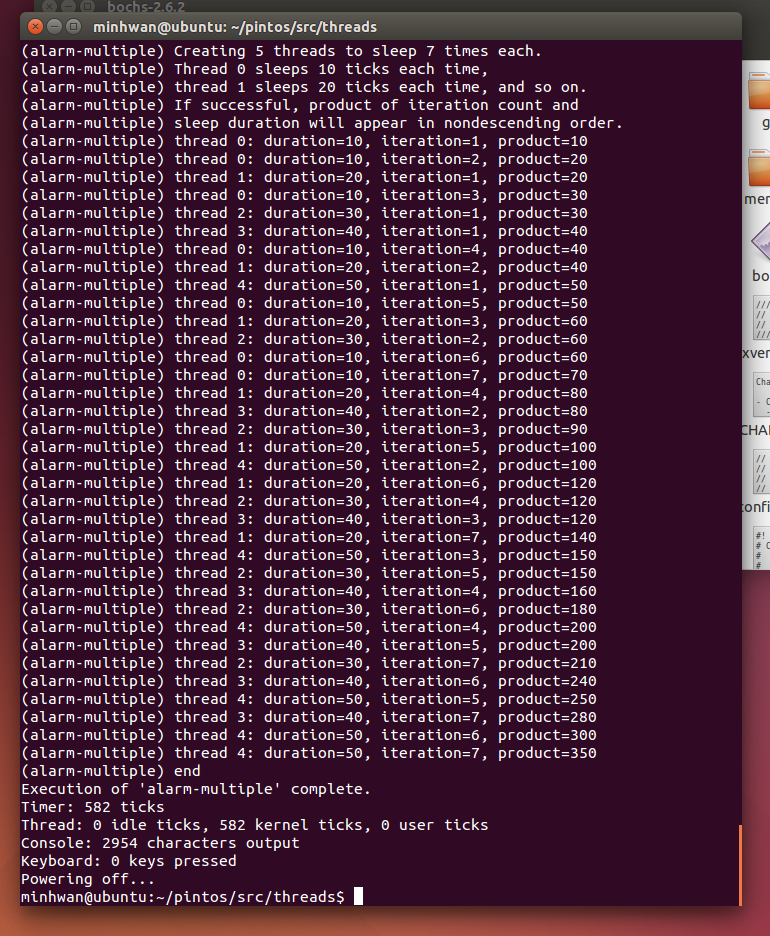 bochs-2.6.2
minhwan@ubuntu: ~/pintos/src/threads
(alarm-multiple) Creating 5 threads to sleep 7 times each.
(alarm-multiple) Thread 0 sleeps 10 ticks each time,
(alarm-multiple) thread 1 sleeps 20 ticks each time, and so on.
(alarm-multiple) If successful, product of iteration count and
(alarm-multiple) sleep duration will appear in nondescending order.
(alarm-multiple) thread 0: duration=10, iteration=1, product=10
(alarm-multiple) thread 0: duration=10, iteration=2, product=20
(alarm-multiple) thread 1: duration=20, iteration=1, product=20
(alarm-multiple) thread 0: duration=10, iteration=3, product=30
(alarm-multiple) thread 2: duration=30, iteration=1, product=30
(alarm-multiple) thread 3: duration=40, iteration=1, product=40
(alarm-multiple) thread 0: duration=10, iteration=4, product=40
(alarm-multiple) thread 1: duration=20, iteration=2, product=40
(alarm-multiple) thread 4: duration=50, iteration=1, product=50
(alarm-multiple) thread 0: duration=10, iteration=5, product=50
(alarm-multiple) thread 1: duration=20, iteration=3, product=60
(alarm-multiple) thread 2: duration=30, iteration=2, product=60
(alarm-multiple) thread 0: duration=10, iteration=6, product=60
(alarm-multiple) thread 0: duration=10, iteration=7, product=70
(alarm-multiple) thread 1: duration=20, iteration=4, product=80
(alarm-multiple) thread 3: duration=40, iteration=2, product=80
(alarm-multiple) thread 2: duration=30, iteration=3, product=90
(alarm-multiple) thread 1: duration=20, iteration=5, product=100
(alarm-multiple) thread 4: duration=50, iteration=2, product=100
(alarm-multiple) thread 1: duration=20, iteration=6, product=120
(alarm-multiple) thread 2: duration=30, iteration=4, product=120
(alarm-multiple) thread 3: duration=40, iteration=3, product=120
(alarm-multiple) thread 1: duration=20, iteration=7, product=140
(alarm-multiple) thread 4: duration=50, iteration=3, product=150
(alarm-multiple) thread 2: duration=30, iteration=5, product=150
(alarm-multiple) thread 3: duration=40, iteration=4, product=160
(alarm-multiple) thread 2: duration=30, iteration=6, product=180
(alarm-multiple) thread 4: duration=50, iteration=4, product=200
(alarm-multiple) thread 3: duration=40, iteration=5, product=200
(alarm-multiple) thread 2: duration=30, iteration=7, product=210
(alarm-multiple) thread 3: duration=40, iteration=6, product=240
(alarm-multiple) thread 4: duration=50, iteration=5, product=250
(alarm-multiple) thread 3: duration=40, iteration=7, product=280
(alarm-multiple) thread 4: duration=50, iteration=6, product=300
(alarm-multiple) thread 4: duration=50, iteration=7, product=350
(alarm-multiple) end
Execution of 'alarm-multiple' complete.
Timer: 582 ticks
Thread: 0 idle ticks, 582 kernel ticks, 0 user ticks
Console: 2954 characters output
Keyboard: 0 keys pressed
Powering off...
minhwan@ubuntu:~/pintos/src/threads$